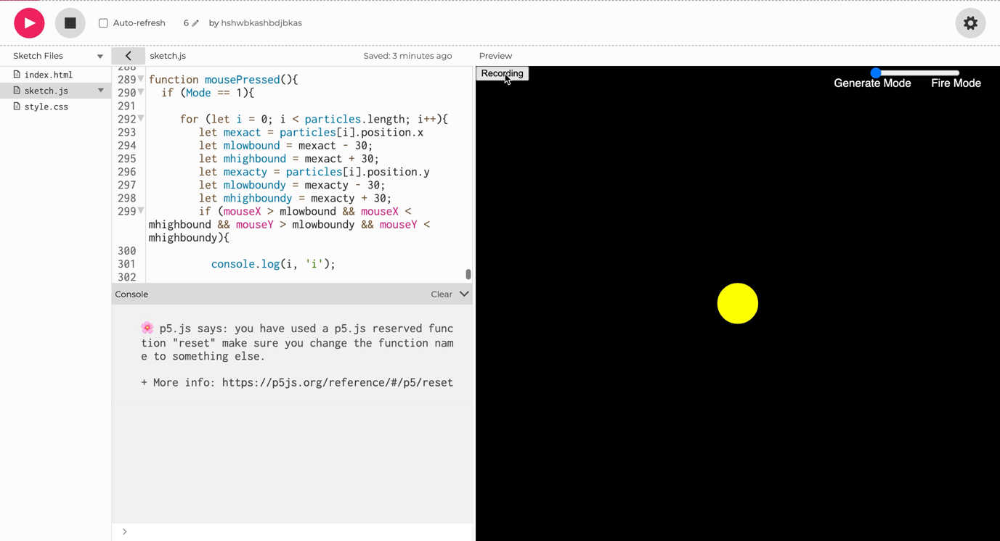 Auto-refresh
6
by hshwbkashbdjbkas
Sketch Files
sketch.js
Saved: 3 minutes ago
Preview
index.html
sketch.js
style.css
288
289 function mousePressed(){
290 if (Mode == 1){
291
292 for (let i = 0; i < particles.length; i++){
293 let mexact = particles[i].position.x
294 let mlowbound = mexact - 30;
295 let mhighbound = mexact + 30;
296 let mexacty = particles[i].position.y
297 let mlowboundy = mexacty - 30;
298 let mhighboundy = mexacty + 30;
299 if (mouseX > mlowbound && mouseX <
mhighbound && mouseY > mlowboundy && mouseY <
mhighboundy){
300
301 console.log(i, 'i');
302
Console
Clear
🌸 p5.js says: you have used a p5.js reserved func
tion "reset" make sure you change the function nam
e to something else.
+ More info: https://p5js.org/reference/#/p5/reset
>
Recording
Generate Mode
Fire Mode